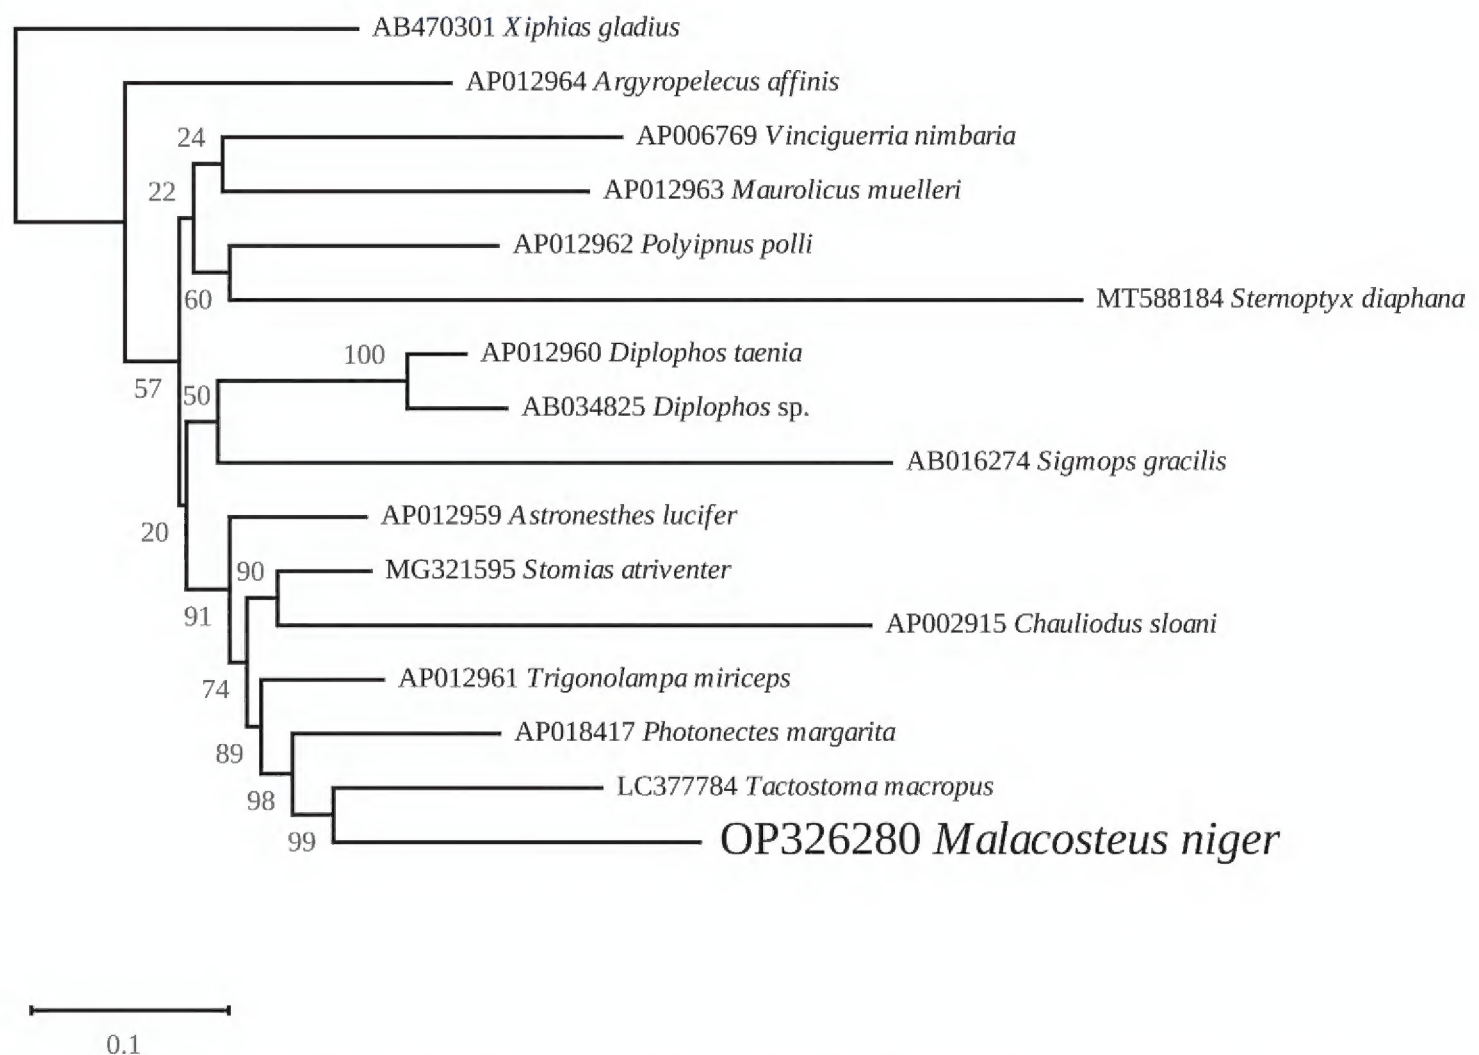 AB470301 Xiphias gladius
AP012964 Argyropelecus affinis
24
AP006769 Vinciguerria nimbaria
22
AP012963 Maurolicus muelleri
AP012962 Polyipnus polli
60
MT588184 Sternoptyx diaphana
100
AP012960 Diplophos taenia
57
50
AB034825 Diplophos sp.
AB016274 Sigmops gracilis
20
AP012959 Astronesthes lucifer
90
MG321595 Stomias atriventer
91
AP002915 Chauliodus sloani
74
AP012961 Trigonolampa miriceps
89
AP018417 Photonectes margarita
98
LC377784 Tactostoma macropus
99
OP326280 Malacosteus niger
0.1